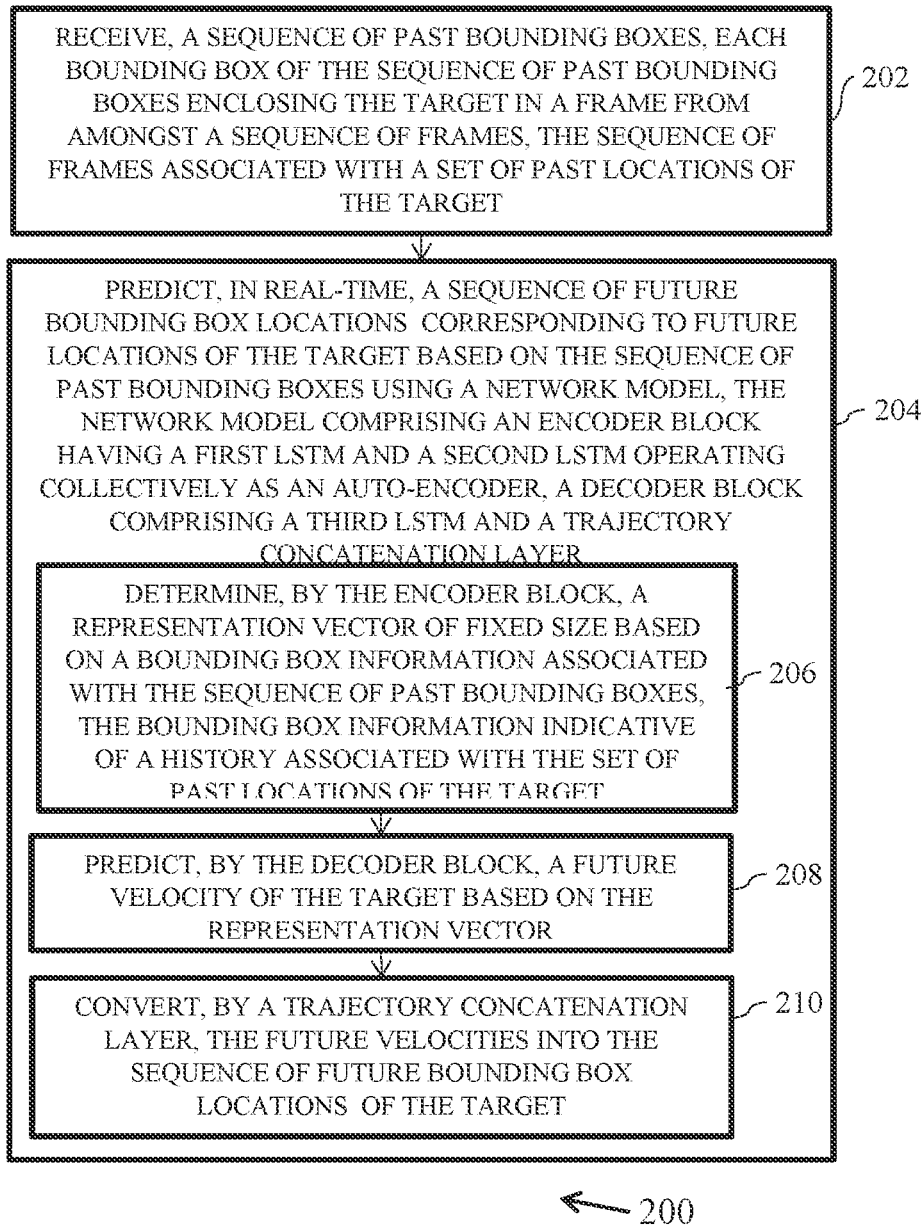 RECEIVE, A SEQUENCE OF PAST BOUNDING BOXES, EACH
BOUNDING BOX OF THE SEQUENCE OF PAST BOUNDING
BOXES ENCLOSING THE TARGET IN A FRAME FROM
AMONGST A SEQUENCE OF FRAMES, THE SEQUENCE OF
FRAMES ASSOCIATED WITH A SET OF PAST LOCATIONS OF
THE TARGET
202
PREDICT, IN REAL-TIME, A SEQUENCE OF FUTURE
BOUNDING BOX LOCATIONS CORRESPONDING TO FUTURE
LOCATIONS OF THE TARGET BASED ON THE SEQUENCE OF
PAST BOUNDING BOXES USING A NETWORK MODEL, THE
NETWORK MODEL COMPRISING AN ENCODER BLOCK
HAVING A FIRST LSTM AND A SECOND LSTM OPERATING
COLLECTIVELY AS AN AUTO-ENCODER, A DECODER BLOCK
COMPRISING A THIRD LSTM AND A TRAJECTORY
CONCATENATION LAYER
204
DETERMINE, BY THE ENCODER BLOCK, A
REPRESENTATION VECTOR OF FIXED SIZE BASED
ON A BOUNDING BOX INFORMATION ASSOCIATED
WITH THE SEQUENCE OF PAST BOUNDING BOXES,
THE BOUNDING BOX INFORMATION INDICATIVE
OF A HISTORY ASSOCIATED WITH THE SET OF
PAST LOCATIONS OF THE TARGET
206
PREDICT, BY THE DECODER BLOCK, A FUTURE
VELOCITY OF THE TARGET BASED ON THE
REPRESENTATION VECTOR
208
CONVERT, BY A TRAJECTORY CONCATENATION
LAYER, THE FUTURE VELOCITIES INTO THE
SEQUENCE OF FUTURE BOUNDING BOX
LOCATIONS OF THE TARGET
210
200